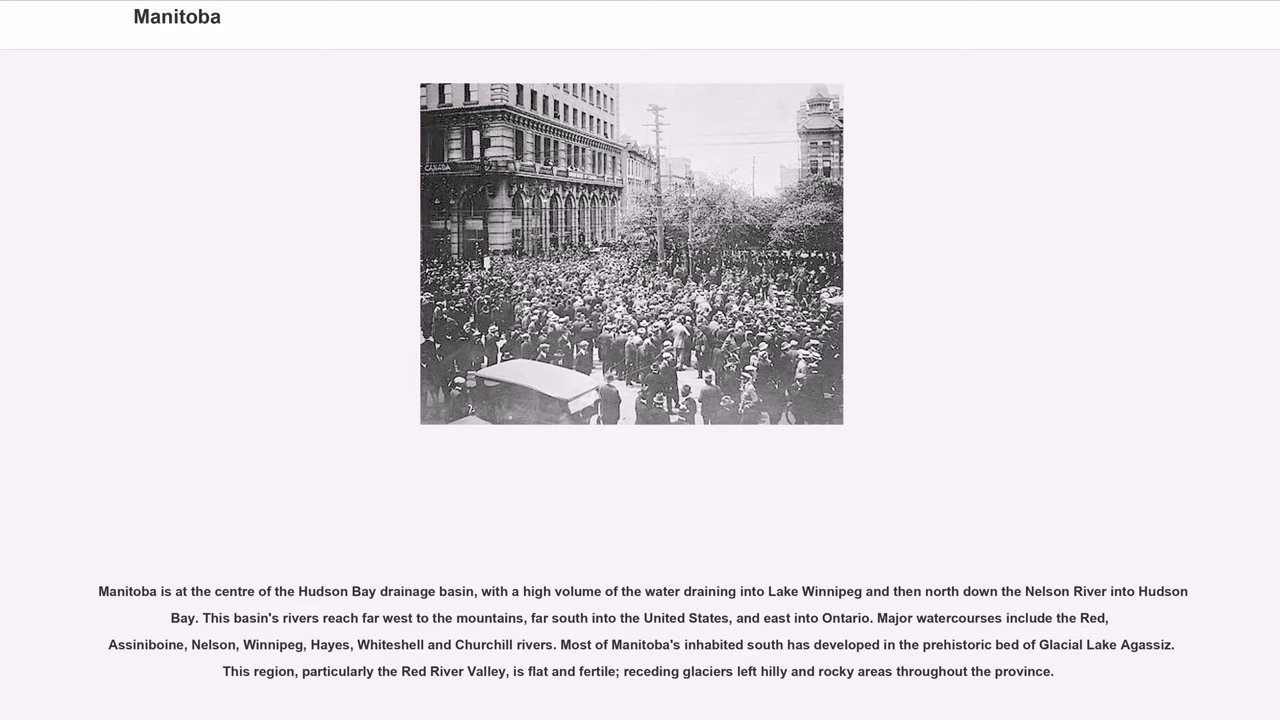 Manitoba
CANADA
Manitoba is at the centre of the Hudson Bay drainage basin, with a high volume of the water draining into Lake Winnipeg and then north down the Nelson River into Hudson
Bay. This basin's rivers reach far west to the mountains, far south into the United States, and east into Ontario. Major watercourses include the Red,
Assiniboine, Nelson, Winnipeg, Hayes, Whiteshell and Churchill rivers. Most of Manitoba's inhabited south has developed in the prehistoric bed of Glacial Lake Agassiz.
This region, particularly the Red River Valley, is flat and fertile; receding glaciers left hilly and rocky areas throughout the province.